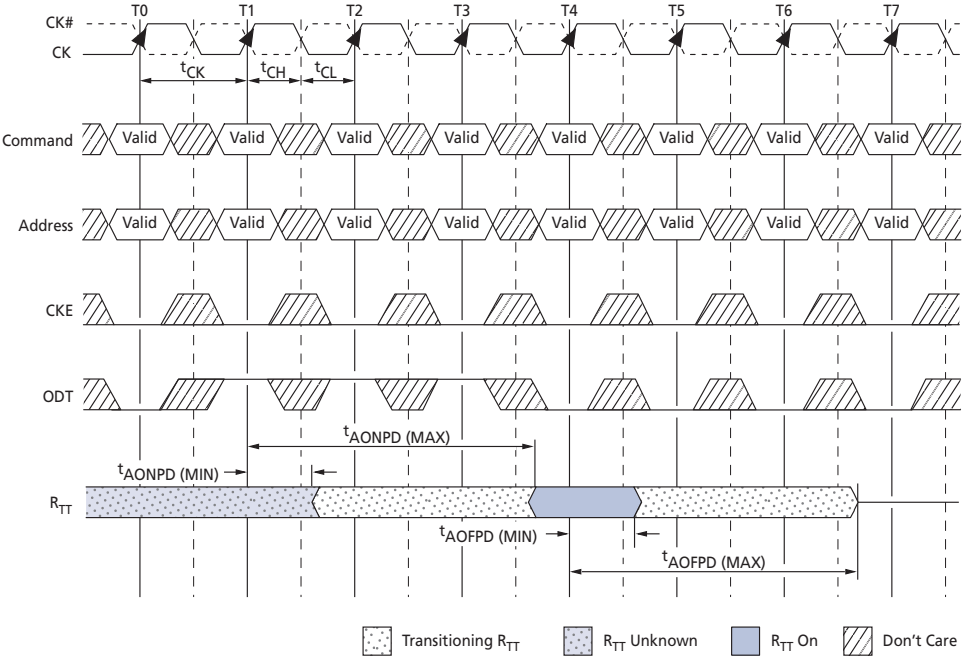 T0 T1 T2 T3 T4 T5 T6 T7
CK#
CK
tCK tCH tCL
Command Valid Valid Valid Valid Valid Valid Valid Valid
Address Valid Valid Valid Valid Valid Valid Valid Valid
CKE
ODT
tAONPD (MAX)
tAONPD (MIN)
RTT
tAOFPD (MIN)
tAOFPD (MAX)
Transitioning RTT RTT Unknown RTT On Don't Care